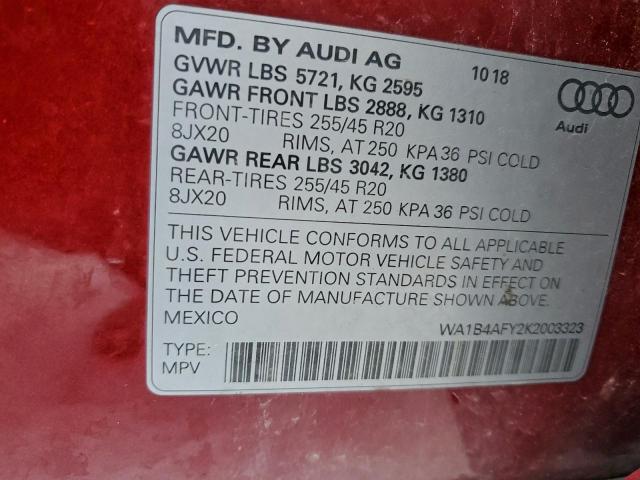 MFD. BY AUDI AG 10 18
GVWR LBS 5721, KG 2595
GAWR FRONT LBS 2888, KG 1310
FRONT-TIRES 255/45 R20
8JX20 RIMS, AT 250 KPA 36 PSI COLD
GAWR REAR LBS 3042, KG 1380
REAR-TIRES 255/45 R20
8JX20 RIMS, AT 250 KPA 36 PSI COLD
Audi
THIS VEHICLE CONFORMS TO ALL APPLICABLE
U.S. FEDERAL MOTOR VEHICLE SAFETY AND
THEFT PREVENTION STANDARDS IN EFFECT ON
THE DATE OF MANUFACTURE SHOWN ABOVE.
MEXICO WA1B4AFY2K2003323
TYPE:
MPV